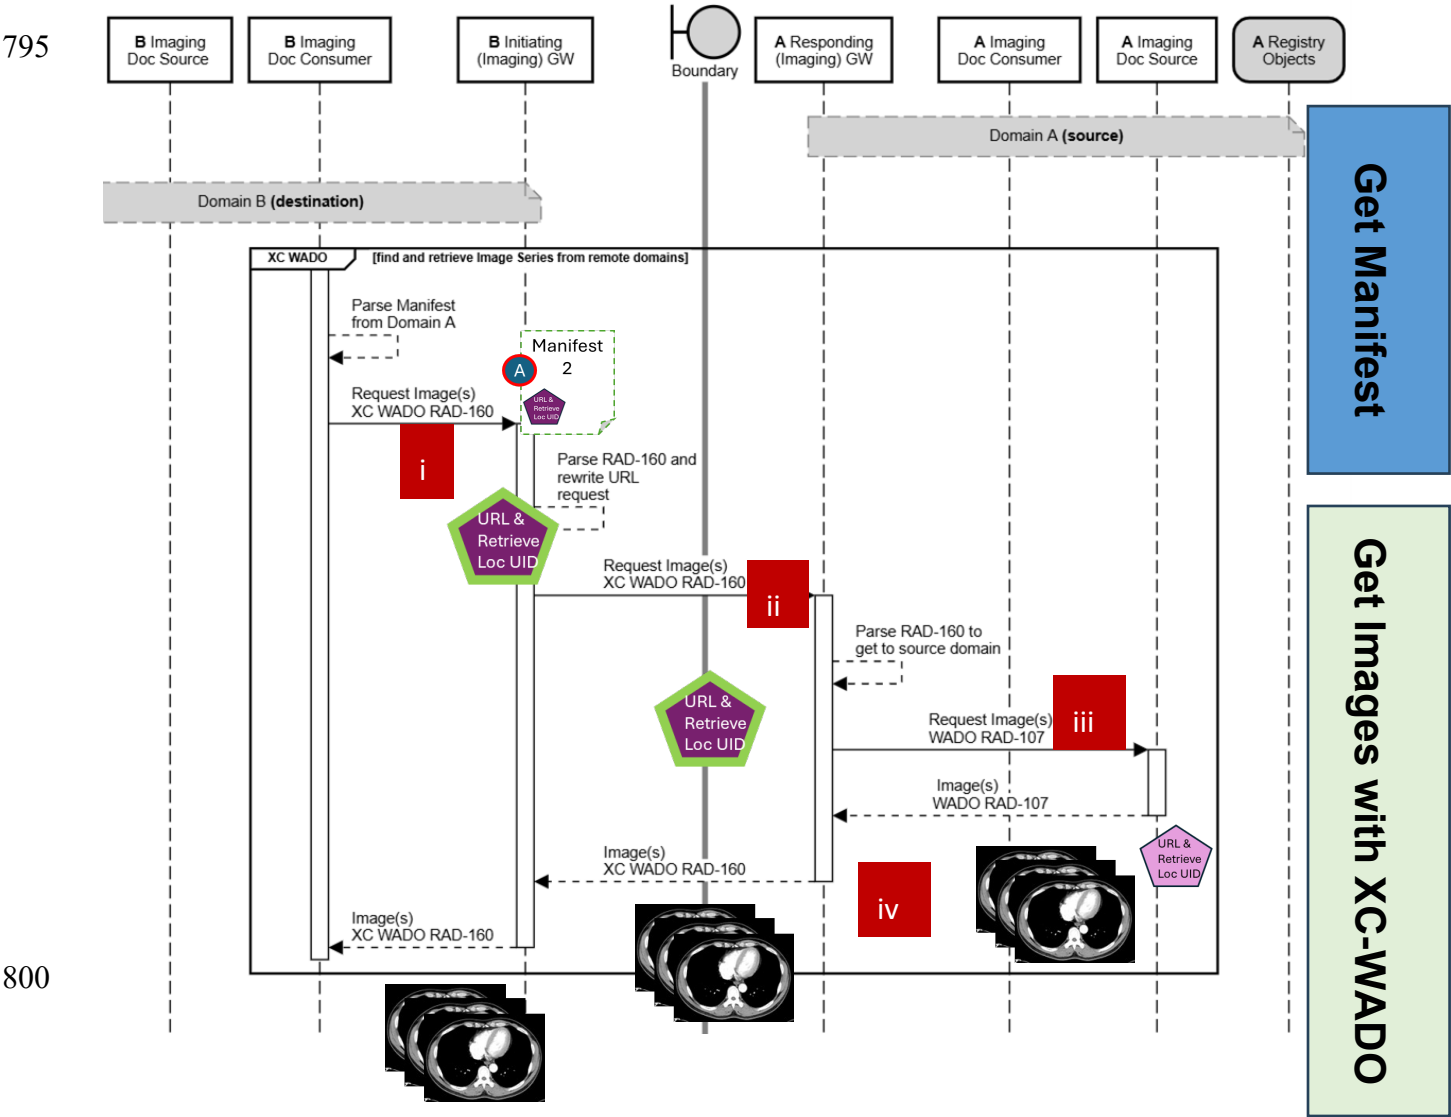 795
B Imaging
Doc Source
B Imaging
Doc Consumer
B Initiating
(Imaging) GW
Boundary
A Responding
(Imaging) GW
A Imaging
Doc Consumer
A Imaging
Doc Source
A Registry
Objects
Domain A (source)
Domain B (destination)
Get Manifest
XC WADO
[find and retrieve Image Series from remote domains]
Parse Manifest
from Domain A
Manifest
2
A
URL &
Retrieve
Loc UID
Request Image(s)
XC WADO RAD-160
i
Parse RAD-160 and
rewrite URL
request
URL &
Retrieve
Loc UID
Request Image(s)
XC WADO RAD-160
ii
Parse RAD-160 to
get to source domain
URL &
Retrieve
Loc UID
Request Image(s)
WADO RAD-107
iii
Image(s)
WADO RAD-107
URL &
Retrieve
Loc UID
Image(s)
XC WADO RAD-160
iv
Image(s)
XC WADO RAD-160
Get Images with XC-WADO
800